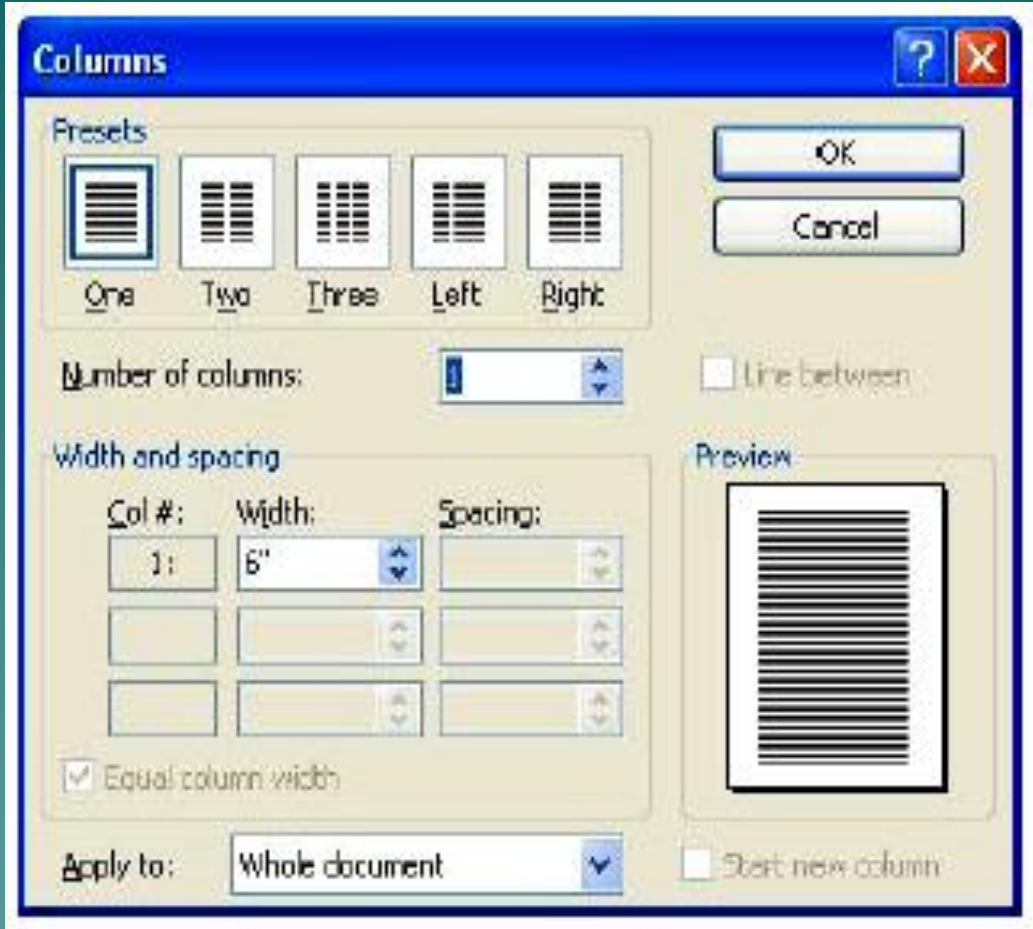 Columns
?
Presets
OK
Cancel
One Two Three Left Right
Number of columns: 1
Line between
Width and spacing
Preview
Col #: Width: Spacing:
1: 6"
Equal column width
Apply to: Whole document
Start new column